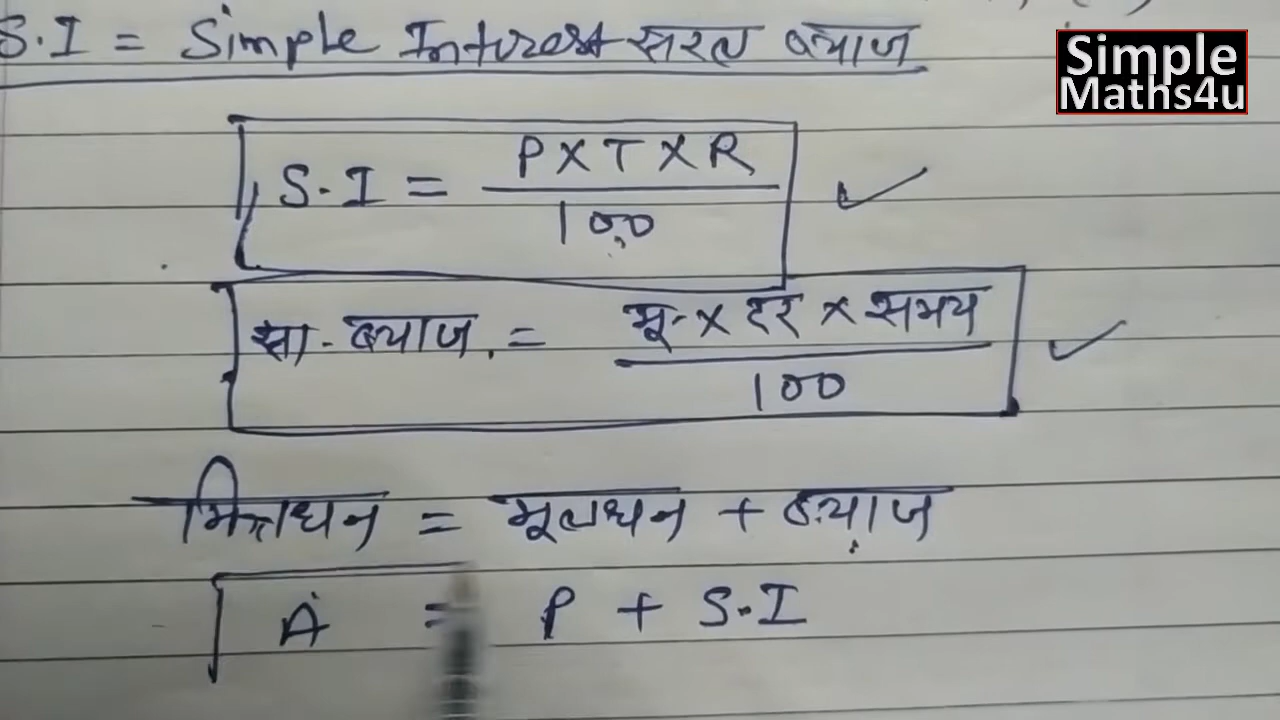 S.I = Simple Interest सरल ब्याज
Simple
Maths4u
S.I = P X T X R
100
सा. ब्याज. = मू. x दर x समय
100
मिश्रधन = मूलधन + ब्याज
A = P + S.I